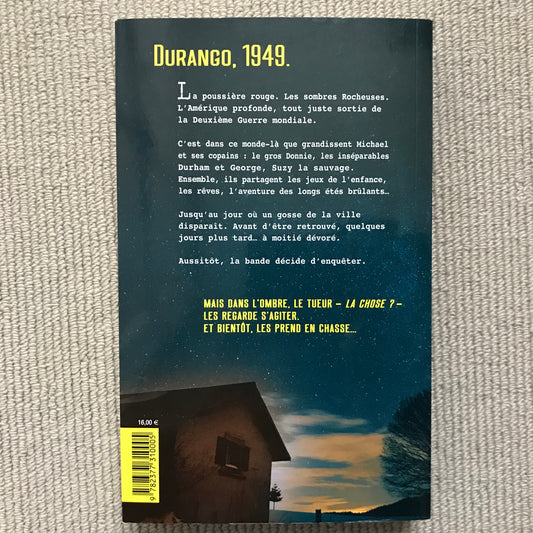 DURANGO, 1949.
La poussière rouge. Les sombres Rocheuses.
L'Amérique profonde, tout juste sortie de
la Deuxième Guerre mondiale.
C'est dans ce monde-là que grandissent Michael
et ses copains : le gros Donnie, les inséparables
Durham et George, Suzy la sauvage.
Ensemble, ils partagent les jeux de l'enfance,
les rêves, l'aventure des longs étés brûlants…
Jusqu'au jour où un gosse de la ville
disparaît. Avant d'être retrouvé, quelques
jours plus tard… à moitié dévoré.
Aussitôt, la bande décide d'enquêter.
MAIS DANS L'OMBRE, LE TUEUR – LA CHOSE ? –
LES REGARDE S'AGITER.
ET BIENTÔT, LES PREND EN CHASSE…
16,00 €
9 782377 310005